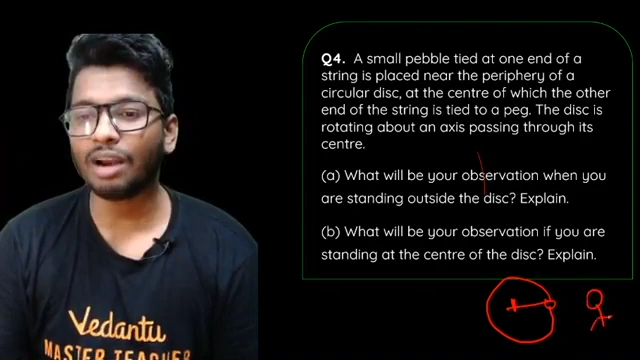 Q4. A small pebble tied at one end of a
string is placed near the periphery of a
circular disc, at the centre of which the other
end of the string is tied to a peg. The disc is
rotating about an axis passing through its
centre.
(a) What will be your observation when you
are standing outside the disc? Explain.
(b) What will be your observation if you are
standing at the centre of the disc? Explain.
Vedantu
MASTER TEACHER